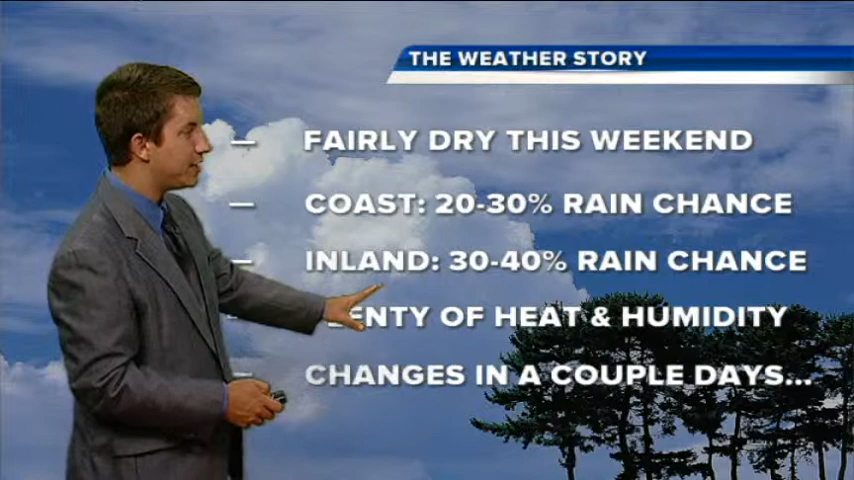 THE WEATHER STORY
— FAIRLY DRY THIS WEEKEND
— COAST: 20-30% RAIN CHANCE
— INLAND: 30-40% RAIN CHANCE
— LENTY OF HEAT & HUMIDITY
— CHANGES IN A COUPLE DAYS...